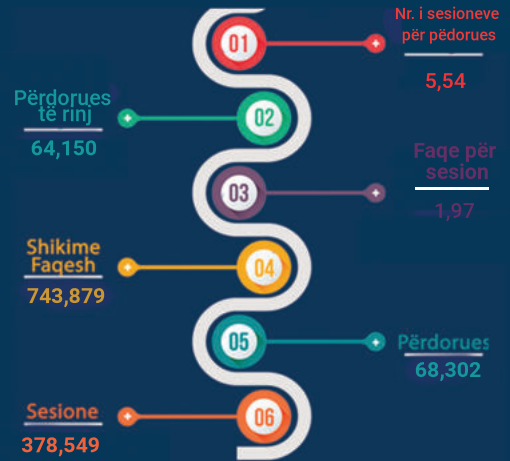 01
Nr. i sesioneve
për pëdorues
5,54
Përdorues
të rinj
64,150
02
03
Faqe për
sesion
1,97
Shikime
Faqesh
743,879
04
05
Përdorues
68,302
Sesione
378,549
06